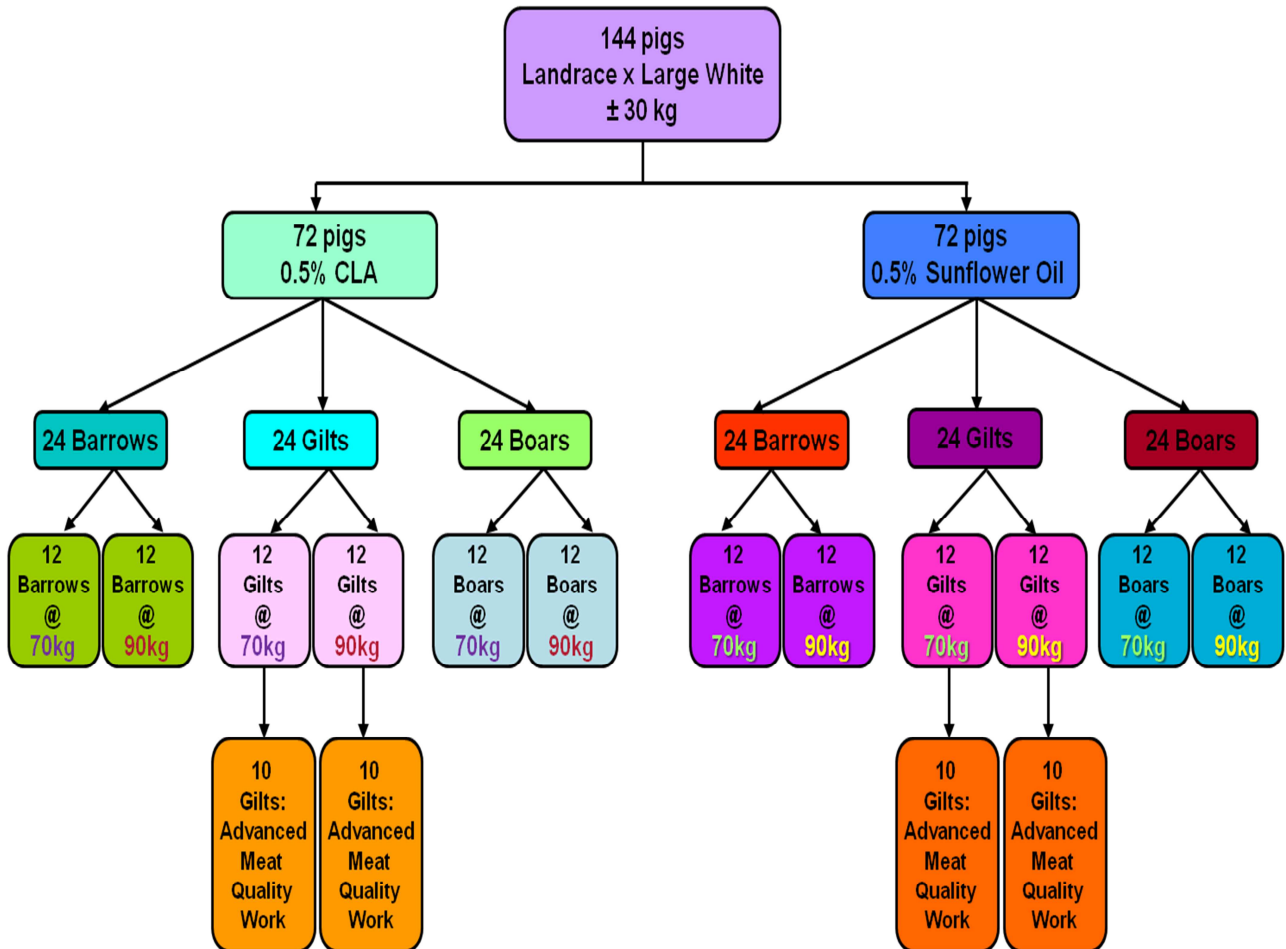 144 pigs
Landrace x Large White
± 30 kg
72 pigs
0.5% CLA
72 pigs
0.5% Sunflower Oil
24 Barrows
24 Gilts
24 Boars
24 Barrows
24 Gilts
24 Boars
12
Barrows
@
70kg
12
Barrows
@
90kg
12
Gilts
@
70kg
12
Gilts
@
90kg
12
Boars
@
70kg
12
Boars
@
90kg
12
Barrows
@
70kg
12
Barrows
@
90kg
12
Gilts
@
70kg
12
Gilts
@
90kg
12
Boars
@
70kg
12
Boars
@
90kg
10
Gilts:
Advanced
Meat
Quality
Work
10
Gilts:
Advanced
Meat
Quality
Work
10
Gilts:
Advanced
Meat
Quality
Work
10
Gilts:
Advanced
Meat
Quality
Work